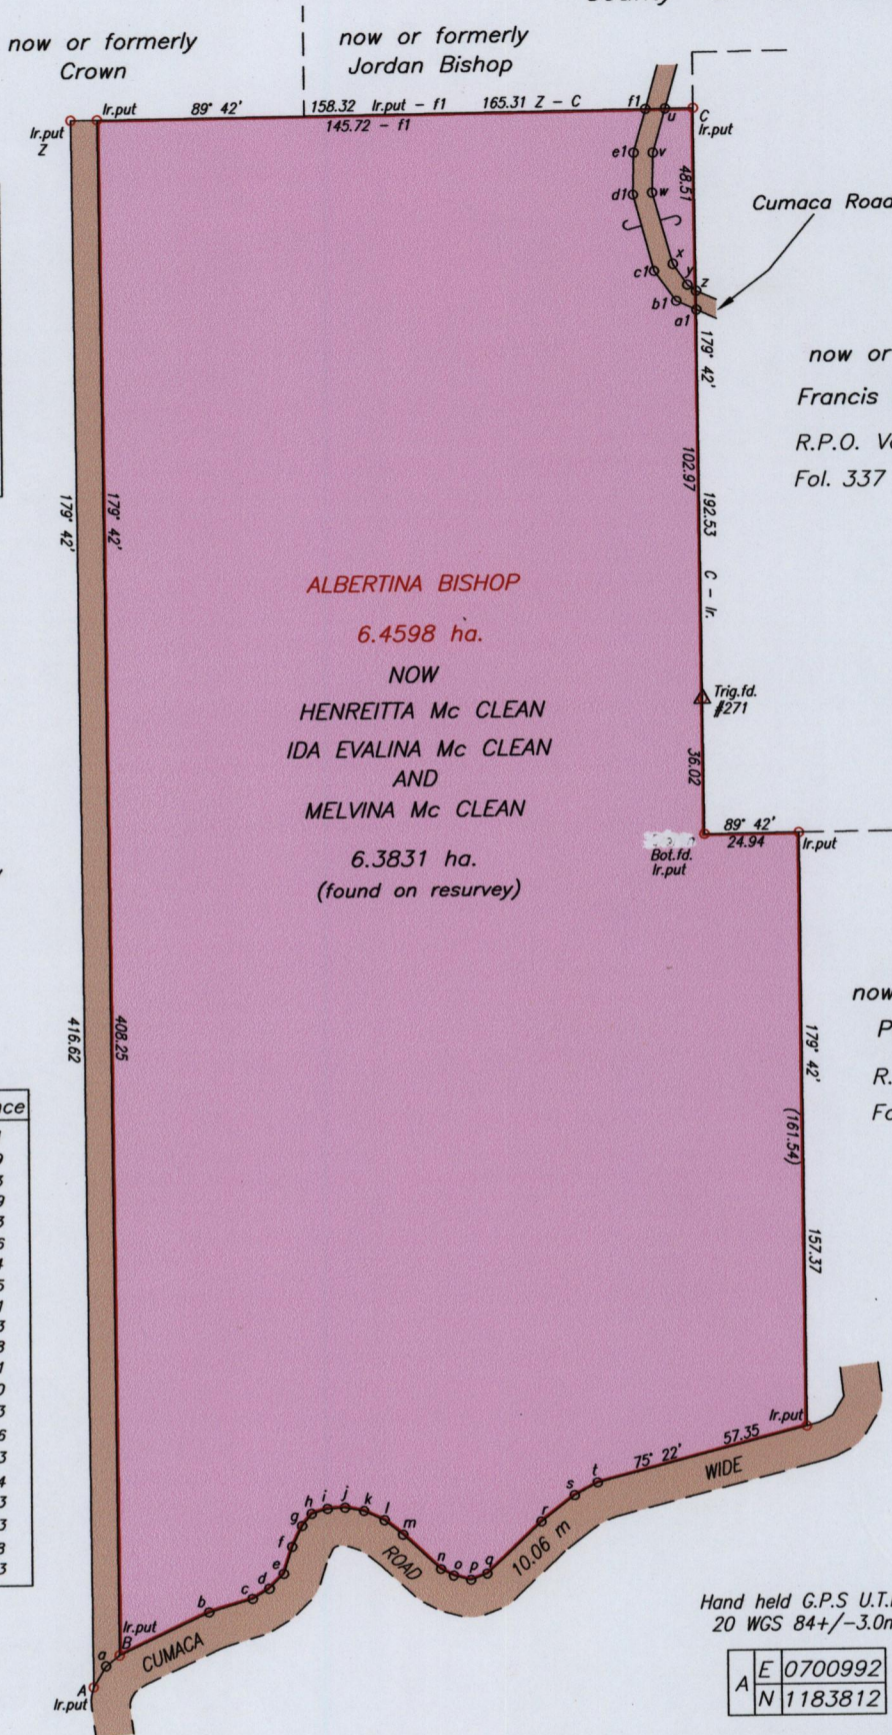 now or formerly
Crown
now or formerly
Jordan Bishop
Ir.put
Z
Ir.put
89° 42'
158.32 Ir.put – f1
165.31 Z – C
145.72 – f1
f1
u
C
Ir.put
e1
v
d1
w
48.51
Cumaca Road
x
c1
y
z
b1
a1
179° 42'
now or
Francis
R.P.O.
Fol. 337
102.97
192.53
C – Ir.
179° 42'
179° 42'
ALBERTINA BISHOP
6.4598 ha.
NOW
HENREITTA Mc CLEAN
IDA EVALINA Mc CLEAN
AND
MELVINA Mc CLEAN
6.3831 ha.
(found on resurvey)
Trig.fd.
#271
36.02
89° 42'
24.94
Ir.put
Bot.fd.
Ir.put
now
P
R.
416.62
408.25
179° 42'
(161.54)
157.37
Ir.put
57.35
75° 22'
WIDE
10.06 m
ROAD
CUMACA
t
s
r
q
p
o
n
m
l
k
j
i
h
g
f
e
d
c
b
Ir.put
B
a
A
Ir.put
Hand held G.P.S
20 WGS 84+/-3.0m
A
E 0700992
N 1183812